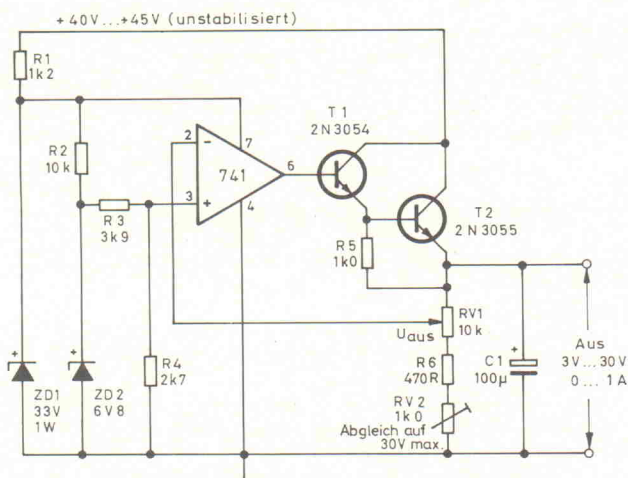 +40V...+45V (unstabilisiert)
R1
1k2
T1
2N3054
R2
10k
2
7
741
6
3
4
R3
3k9
T2
2N3055
R5
1k0
RV1
10k
Uaus
R4
2k7
R6
470R
C1
100µ
RV2
1k0
Abgleich auf
30V max.
Aus
3V...30V
0...1A
ZD1
33V
1W
ZD2
6V8